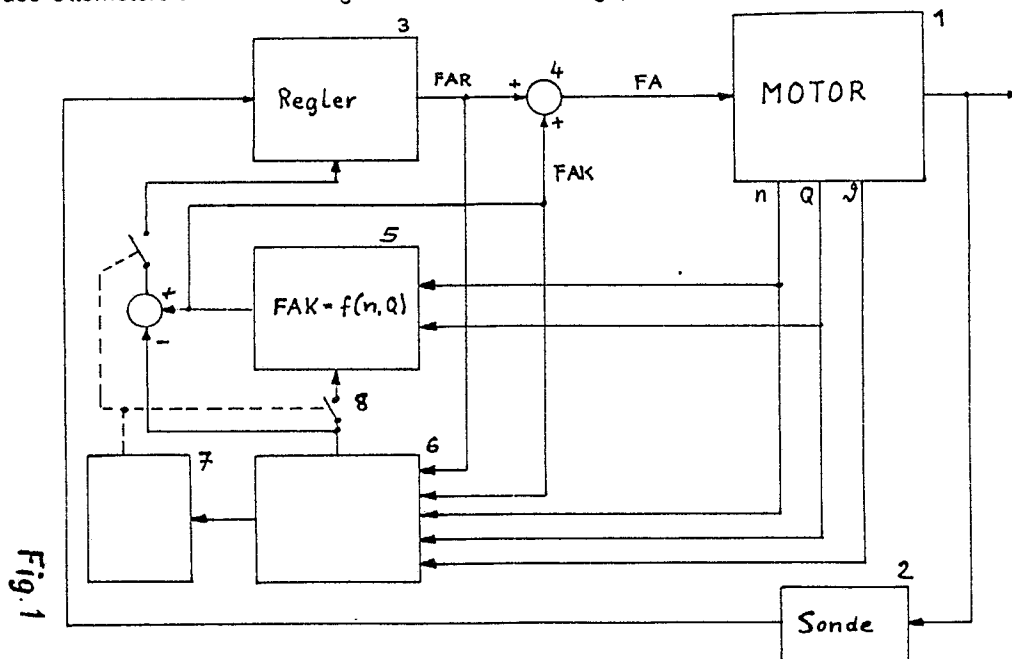 3
1
Regler
FAR
+
4
+
FA
MOTOR
FAK
n
Q
ϑ
5
FAK = f(n,Q)
+
-
8
7
6
2
Sonde
Fig.1